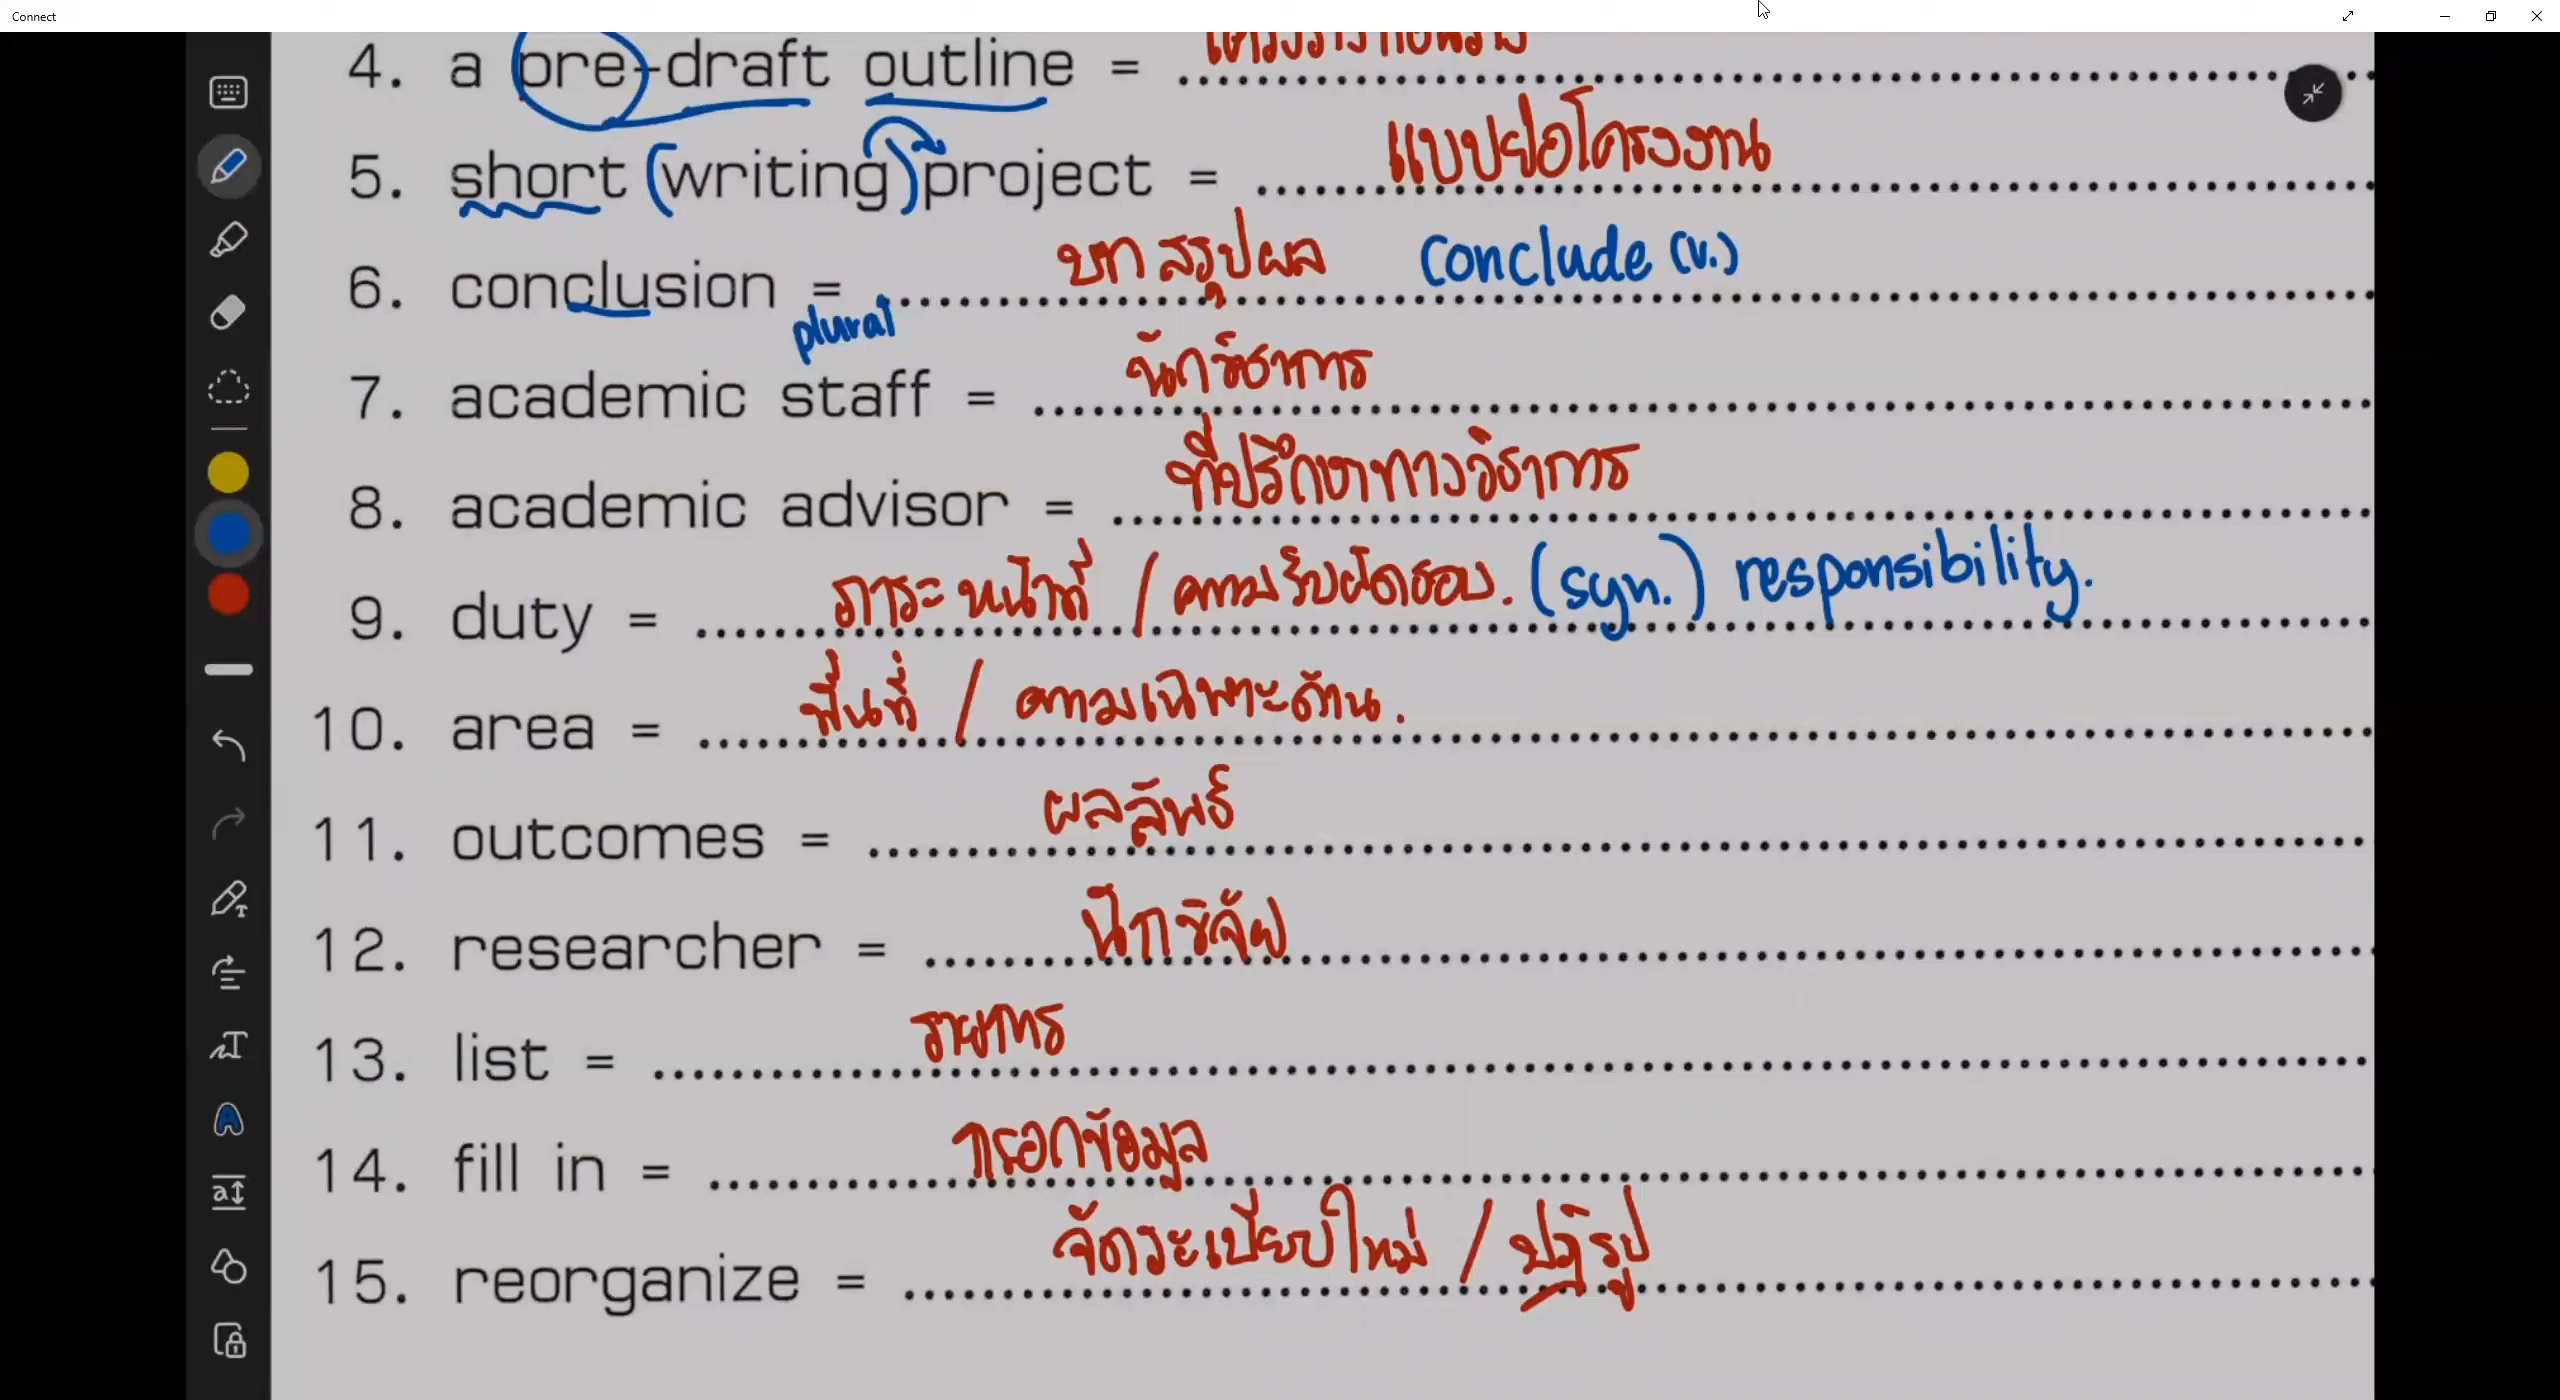 Connect
4. a pre-draft outline =
5. short (writing) project = แบบย่อโครงงาน
6. conclusion = บทสรุปผล conclude (v.)
plural
7. academic staff = นักวิชาการ
8. academic advisor = ที่ปรึกษาทางวิชาการ
9. duty = ภาระหน้าที่ / ความรับผิดชอบ. (syn.) responsibility.
10. area = พื้นที่ / ความเฉพาะด้าน.
11. outcomes = ผลลัพธ์
12. researcher = นักวิจัย
13. list = รายการ
14. fill in = กรอกข้อมูล
15. reorganize = จัดระเบียบใหม่ / ปฏิรูป